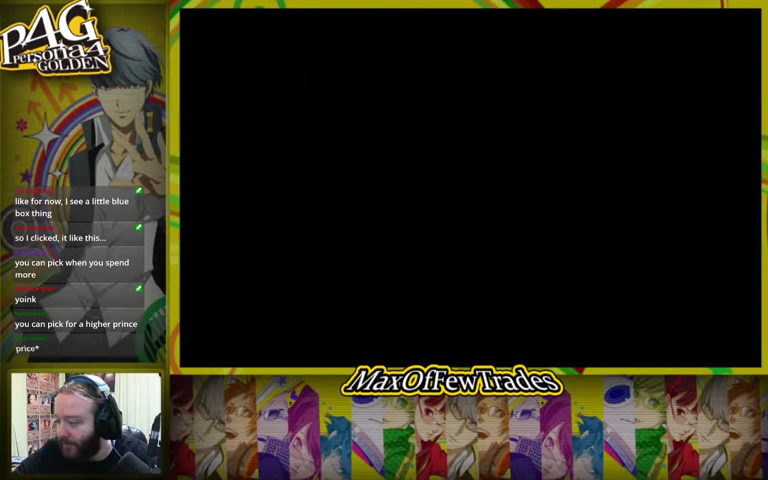 P4G
Persona4
GOLDEN
like for now, I see a little blue
box thing
so I clicked, it like this...
you can pick when you spend
more
yoink
you can pick for a higher prince
price*
MaxOfFewTrades